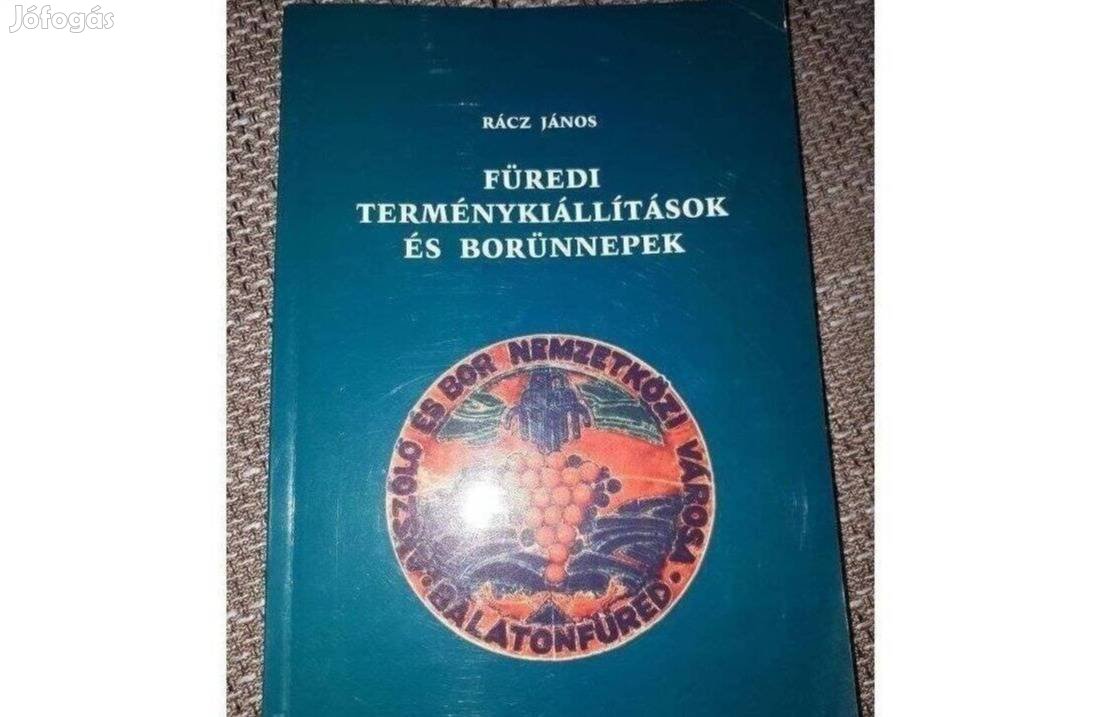 Jófogás
RÁCZ JÁNOS
FÜREDI
TERMÉNYKIÁLLÍTÁSOK
ÉS BORÜNNEPEK
A SZŐLŐ ÉS BOR NEMZETKÖZI VÁROSA
· BALATONFÜRED ·